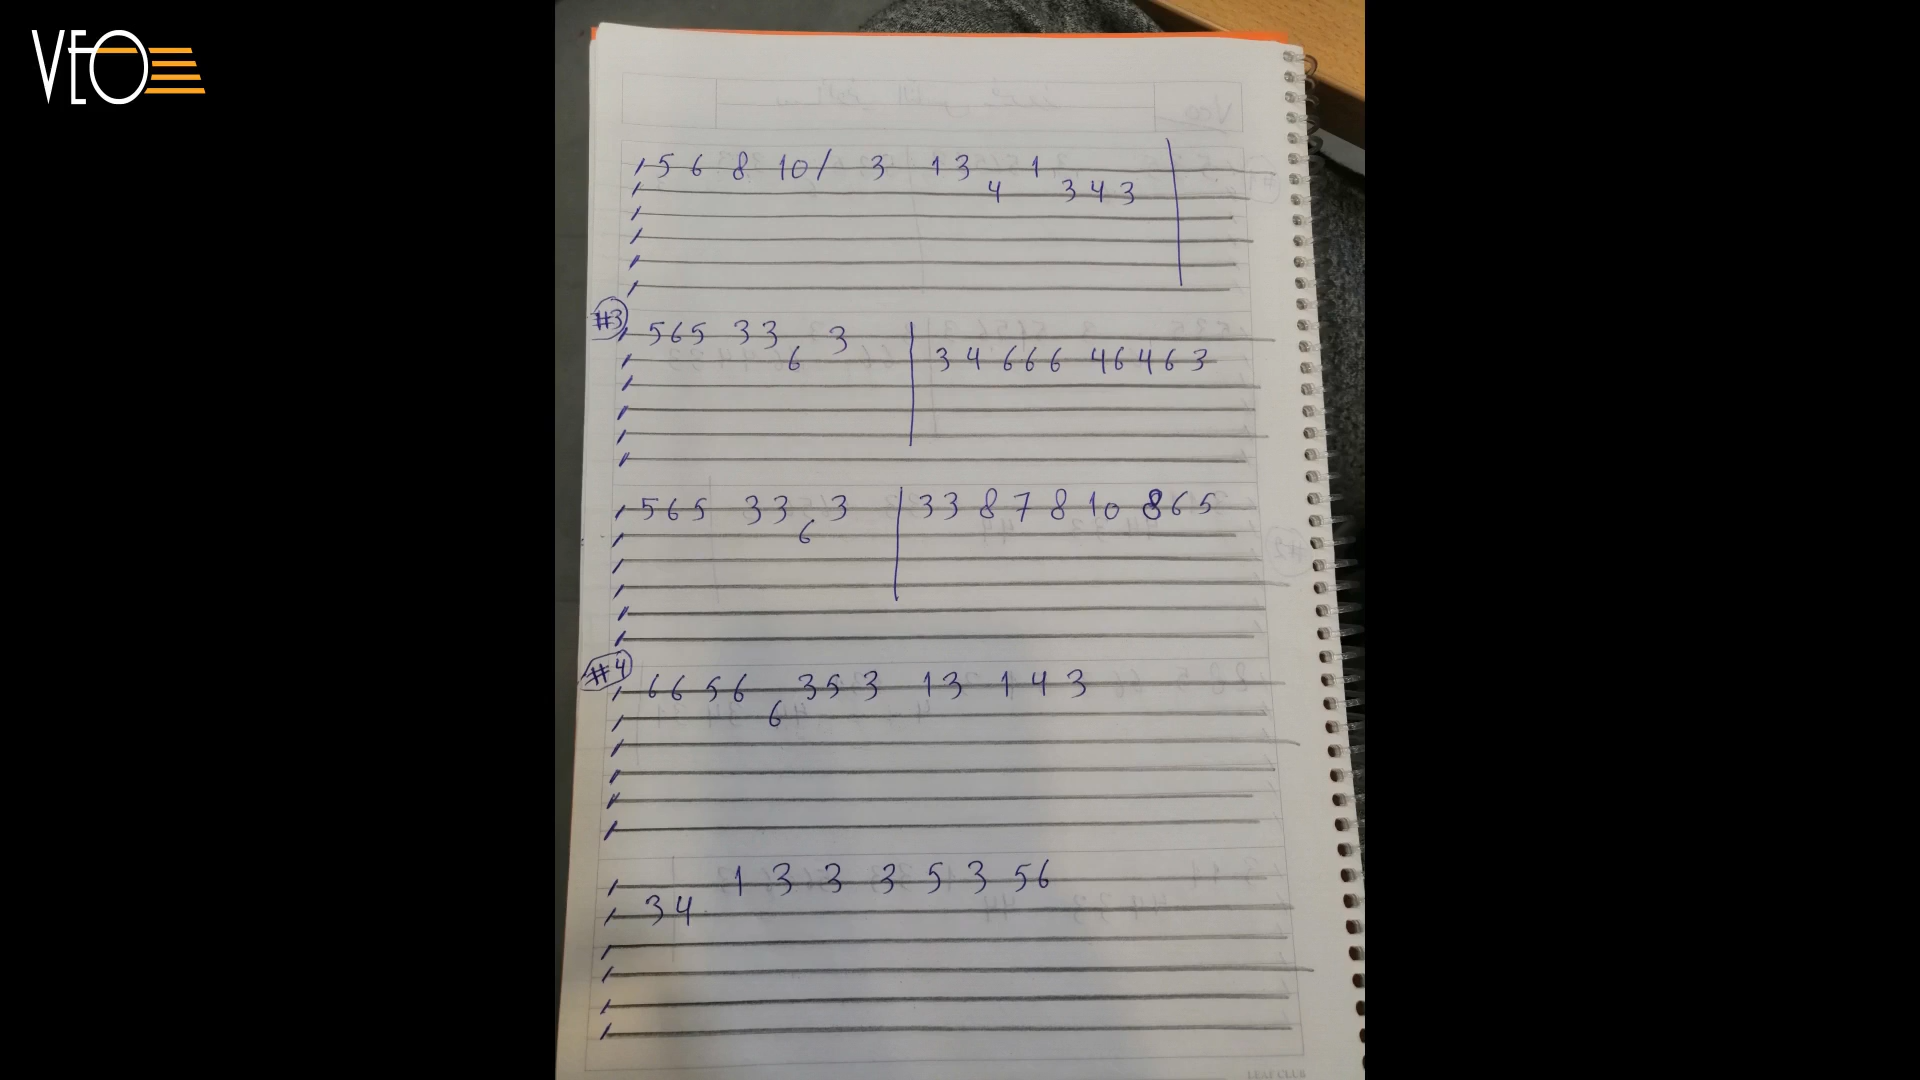 VEO
5 6 8 10/ 3 1 3 1
4 3 4 3
#3
5 6 5 3 3 3
6 3 4 6 6 6 4 6 4 6 3
5 6 5 3 3 3 3 3 8 7 8 10 8 6 5
6
#4
6 6 5 6 3 5 3 1 3 1 4 3
6
1 3 3 3 5 3 5 6
3 4
LEAF CLUB